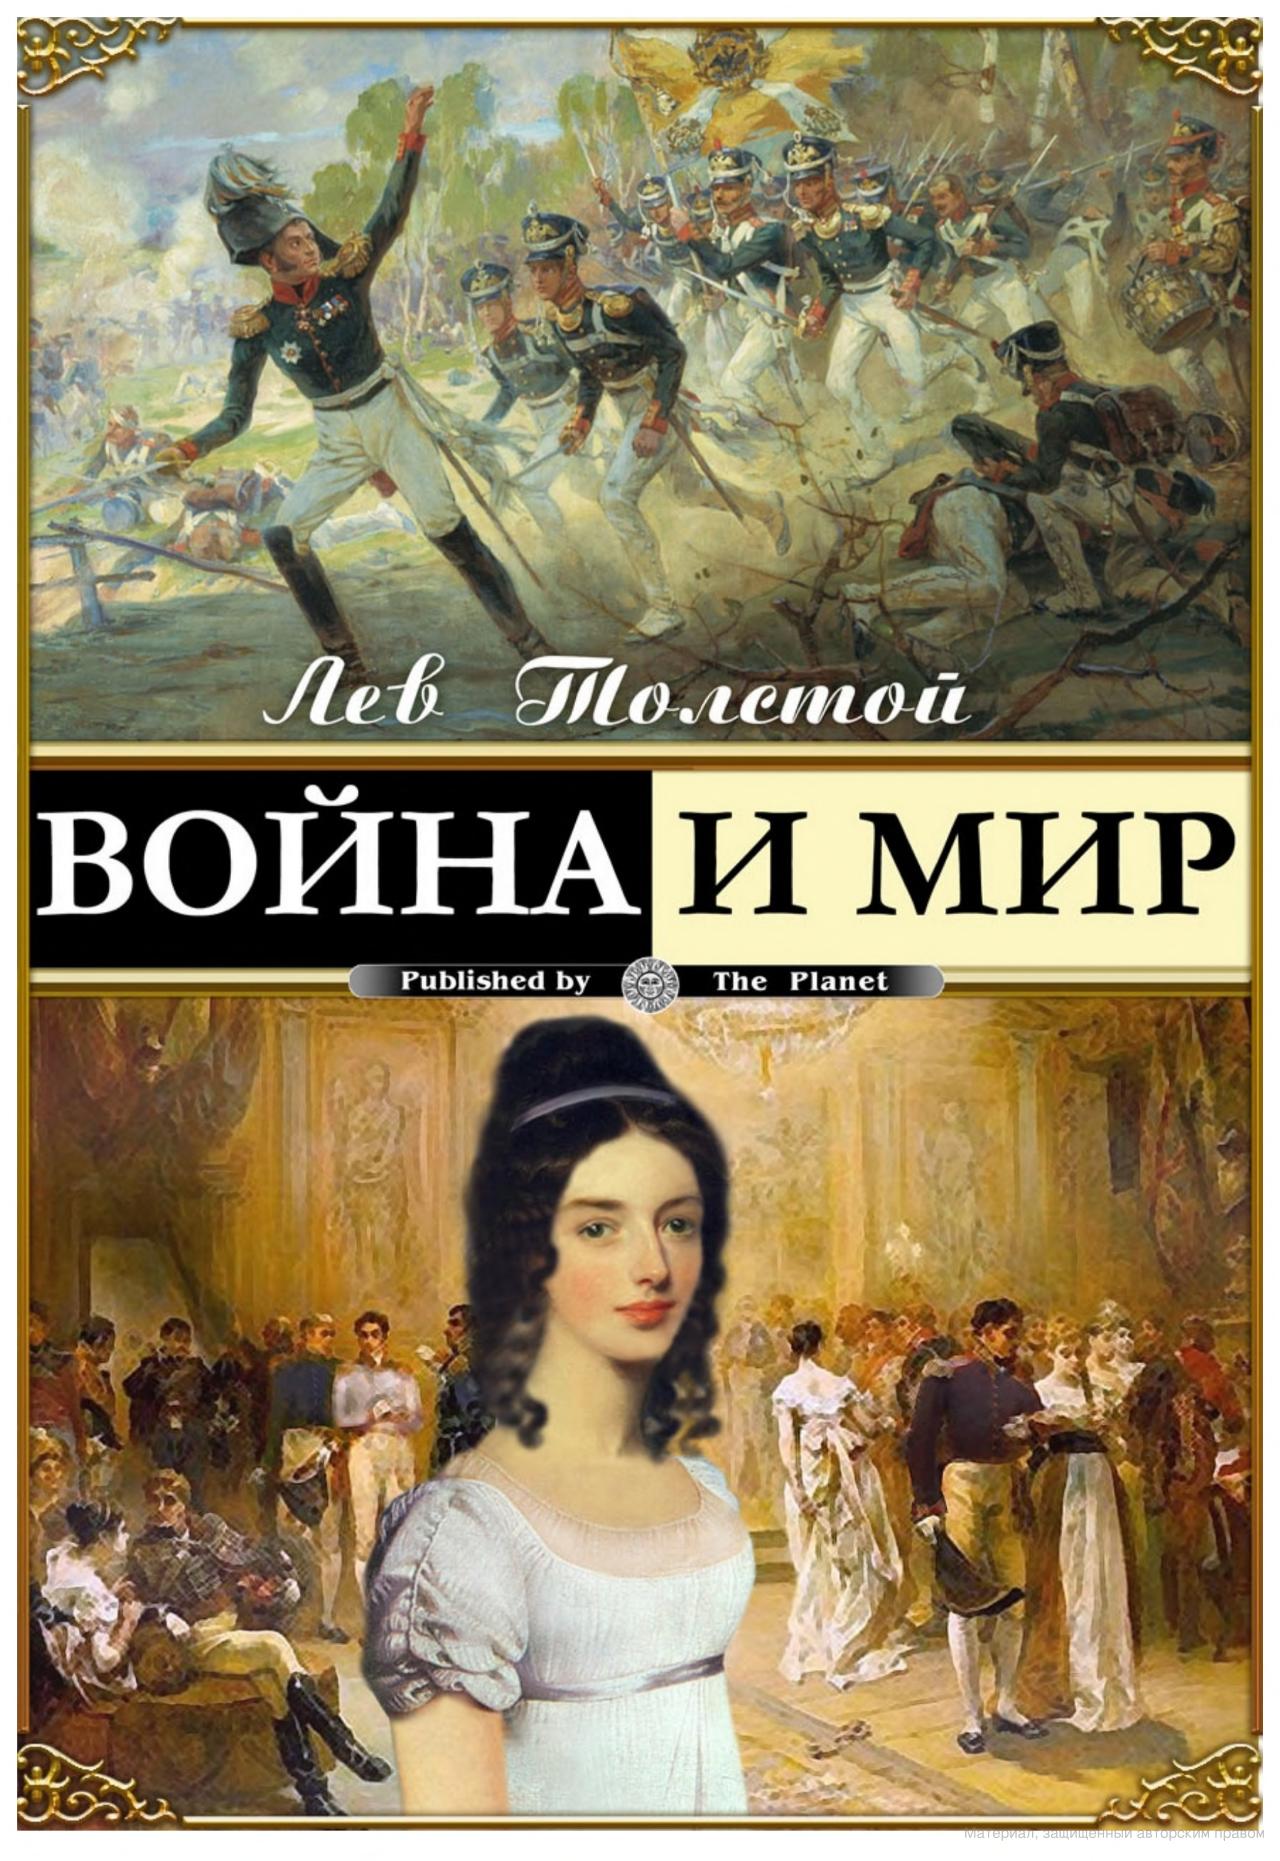 Лев Толстой
ВОЙНА И МИР
Published by The Planet
Материал, защищенный авторским правом